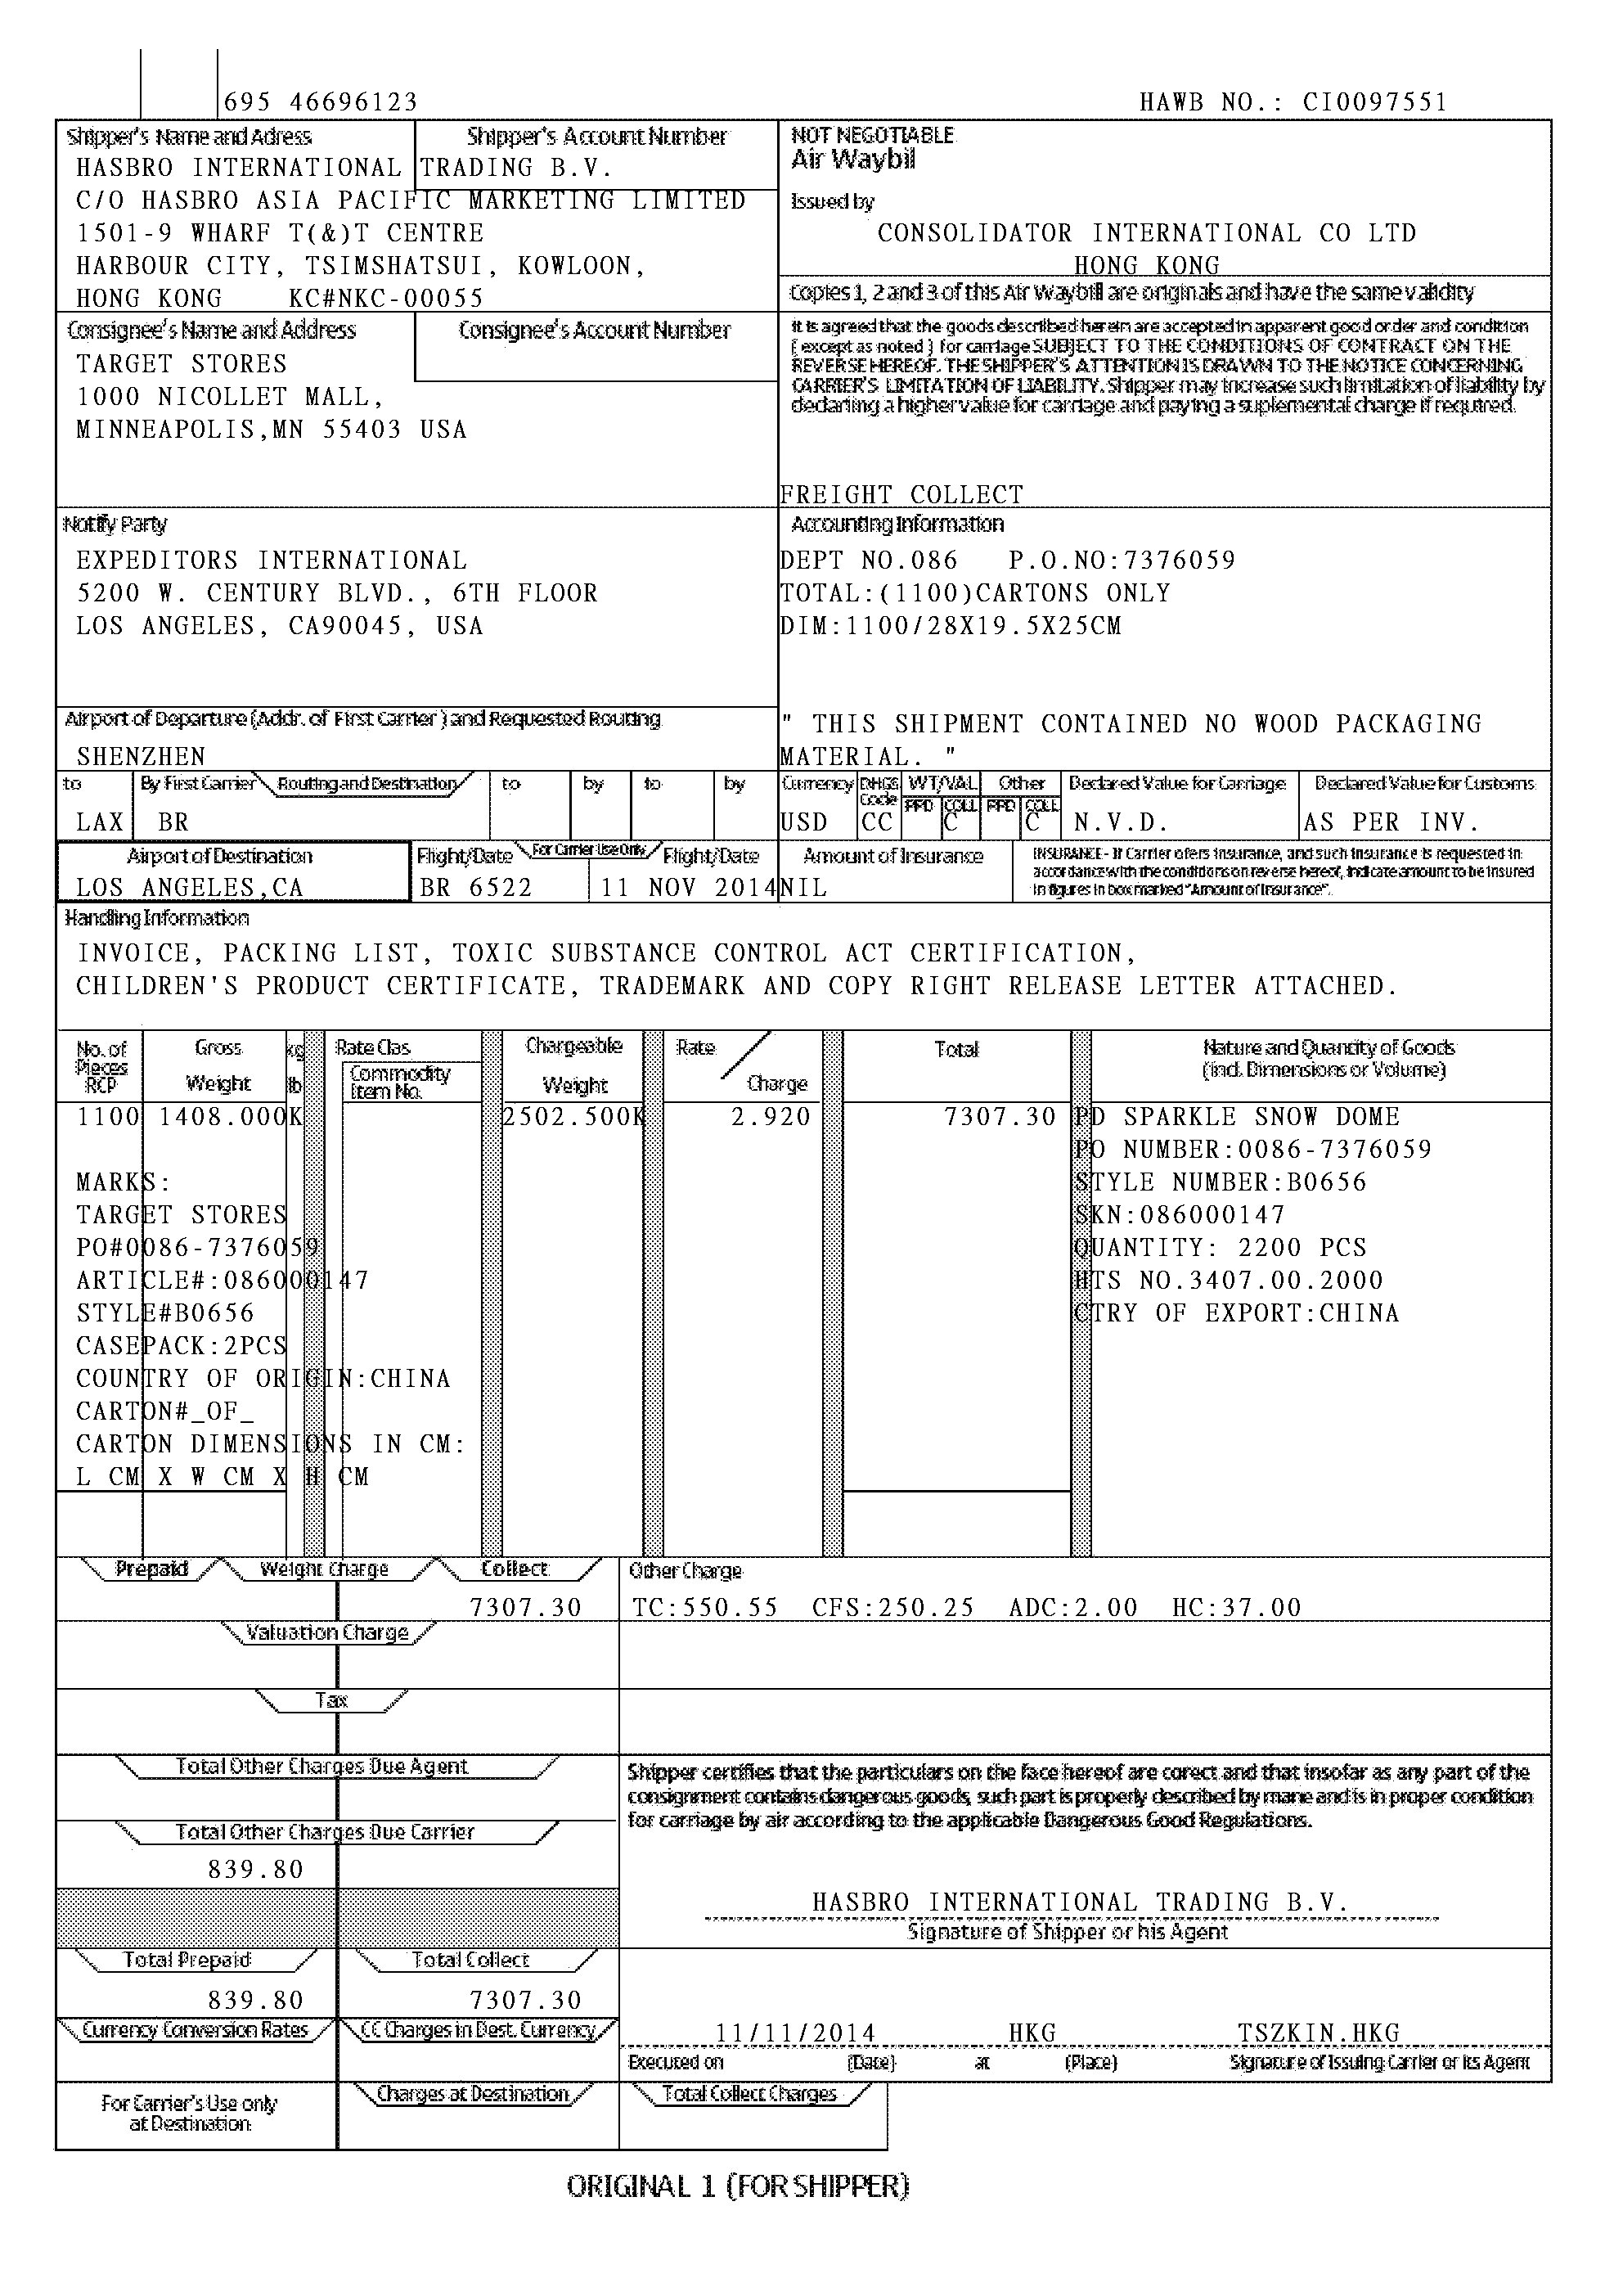 695 46696123
HAWB NO.: CI0097551
Shipper's Name and Adress
Shipper's Account Number
HASBRO INTERNATIONAL TRADING B.V.
C/O HASBRO ASIA PACIFIC MARKETING LIMITED
1501-9 WHARF T(&)T CENTRE
HARBOUR CITY, TSIMSHATSUI, KOWLOON,
HONG KONG    KC#NKC-00055
NOT NEGOTIABLE
Air Waybil
Issued by
CONSOLIDATOR INTERNATIONAL CO LTD
HONG KONG
Copies 1, 2 and 3 of this Air Waybill are originals and have the same validity
Consignee's Name and Address
Consignee's Account Number
TARGET STORES
1000 NICOLLET MALL,
MINNEAPOLIS,MN 55403 USA
It is agreed that the goods described herein are accepted in apparent good order and condition
( except as noted ) for carriage SUBJECT TO THE CONDITIONS OF CONTRACT ON THE
REVERSE HEREOF. THE SHIPPER'S ATTENTION IS DRAWN TO THE NOTICE CONCERNING
CARRIER'S LIMITATION OF LIABILITY. Shipper may increase such limitation of liability by
declaring a higher value for carriage and paying a suplemental charge if required.
FREIGHT COLLECT
Notify Party
EXPEDITORS INTERNATIONAL
5200 W. CENTURY BLVD., 6TH FLOOR
LOS ANGELES, CA90045, USA
Accounting Information
DEPT NO.086   P.O.NO:7376059
TOTAL:(1100)CARTONS ONLY
DIM:1100/28X19.5X25CM
" THIS SHIPMENT CONTAINED NO WOOD PACKAGING
MATERIAL. "
Airport of Departure (Addr. of First Carrier ) and Requested Routing
SHENZHEN
to
By First Carrier
Routing and Destination
to
by
to
by
LAX
BR
Currency
CHGS Code
WT/VAL
Other
PPD
COLL
PPD
COLL
Declared Value for Carriage
Declared Value for Customs
USD
CC
C
C
N.V.D.
AS PER INV.
Airport of Destination
Flight/Date
For Carrier Use Only
Flight/Date
LOS ANGELES,CA
BR 6522
11 NOV 2014
Amount of Insurance
NIL
INSURANCE - If Carrier ofers insurance, and such insurance is requested in
accordance with the conditions on reverse hereof, indicate amount to be insured
in figures in box marked "Amount of Insurance".
Handling Information
INVOICE, PACKING LIST, TOXIC SUBSTANCE CONTROL ACT CERTIFICATION,
CHILDREN'S PRODUCT CERTIFICATE, TRADEMARK AND COPY RIGHT RELEASE LETTER ATTACHED.
No. of
Pieces
RCP
Gross
Weight
kg
lb
Rate Clas
Commodity
Item No.
Chargeable
Weight
Rate
Charge
Total
Nature and Quantity of Goods
(ind. Dimensions or Volume)
1100 1408.000K 2502.500K 2.920 7307.30 PD SPARKLE SNOW DOME
PO NUMBER:0086-7376059
STYLE NUMBER:B0656
SKN:086000147
QUANTITY: 2200 PCS
HTS NO.3407.00.2000
CTRY OF EXPORT:CHINA
MARKS:
TARGET STORES
PO#0086-7376059
ARTICLE#:086000147
STYLE#B0656
CASEPACK:2PCS
COUNTRY OF ORIGIN:CHINA
CARTON#_OF_
CARTON DIMENSIONS IN CM:
L CM X W CM X H CM
Prepaid
Weight Charge
Collect
7307.30
Other Charge
TC:550.55  CFS:250.25  ADC:2.00  HC:37.00
Valuation Charge
Tax
Total Other Charges Due Agent
Total Other Charges Due Carrier
839.80
Shipper certifies that the particulars on the face hereof are corect and that insofar as any part of the
consignment contains dangerous goods, such part is properly described by mane and is in proper condition
for carriage by air according to the applicable Dangerous Good Regulations.
HASBRO INTERNATIONAL TRADING B.V.
Signature of Shipper or his Agent
Total Prepaid
Total Collect
839.80
7307.30
Currency Conversion Rates
CC Charges in Dest. Currency
11/11/2014
HKG
TSZKIN.HKG
Executed on
(Date)
at
(Place)
Signature of Issuing Carrier or its Agent
For Carrier's Use only
at Destination
Charges at Destination
Total Collect Charges
ORIGINAL 1 (FOR SHIPPER)